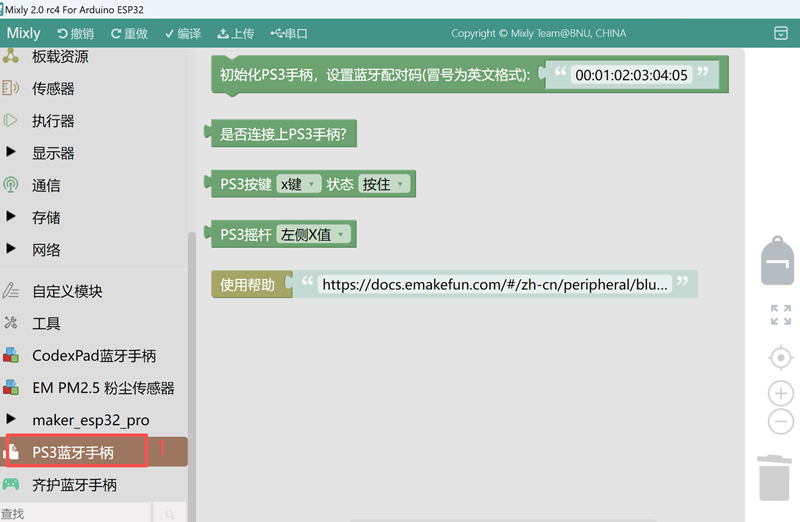 Mixly 2.0 rc4 For Arduino ESP32
Mixly 撤销 重做 编译 上传 串口 Copyright © Mixly Team@BNU, CHINA
板载资源
传感器
执行器
显示器
通信
存储
网络
自定义模块
工具
CodexPad蓝牙手柄
EM PM2.5 粉尘传感器
maker_esp32_pro
PS3蓝牙手柄 1
齐护蓝牙手柄
查找
初始化PS3手柄，设置蓝牙配对码(冒号为英文格式): “ 00:01:02:03:04:05 ”
是否连接上PS3手柄?
PS3按键 x键 状态 按住
PS3摇杆 左侧X值
使用帮助 “ https://docs.emakefun.com/#/zh-cn/peripheral/blu... ”